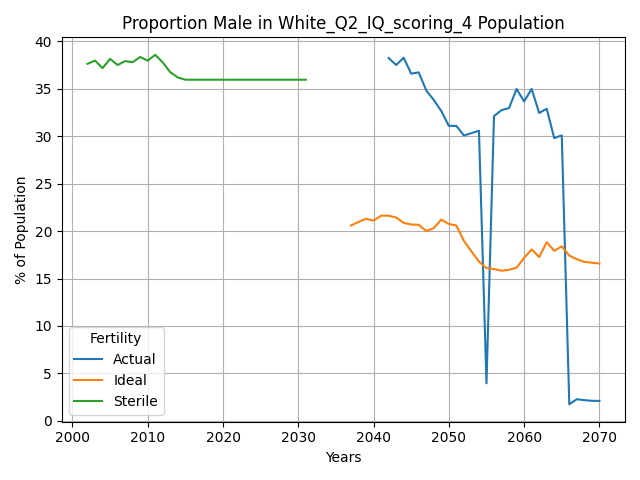 Proportion Male in White_Q2_IQ_scoring_4 Population
% of Population
40
35
30
25
20
15
10
5
0
Fertility
Actual
Ideal
Sterile
2000 2010 2020 2030 2040 2050 2060 2070
Years